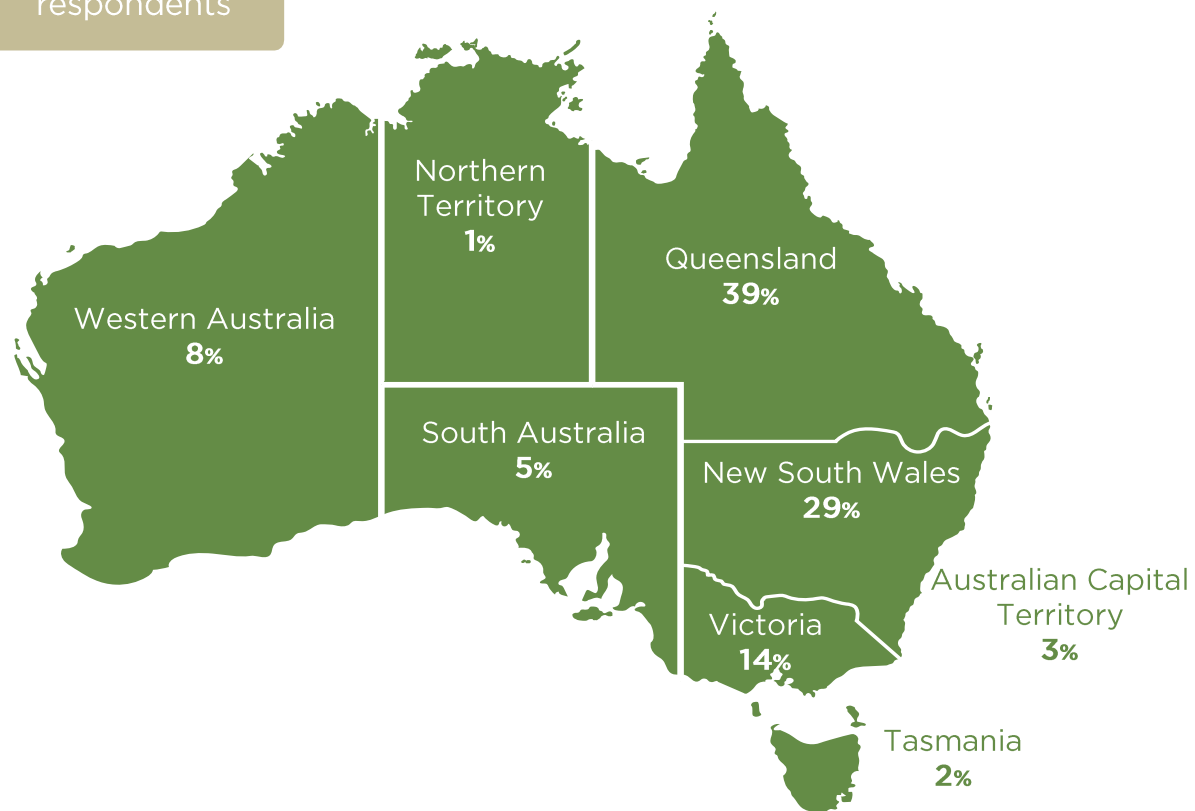 respondents
Northern
Territory
1%
Queensland
39%
Western Australia
8%
South Australia
5%
New South Wales
29%
Australian Capital
Territory
3%
Victoria
14%
Tasmania
2%